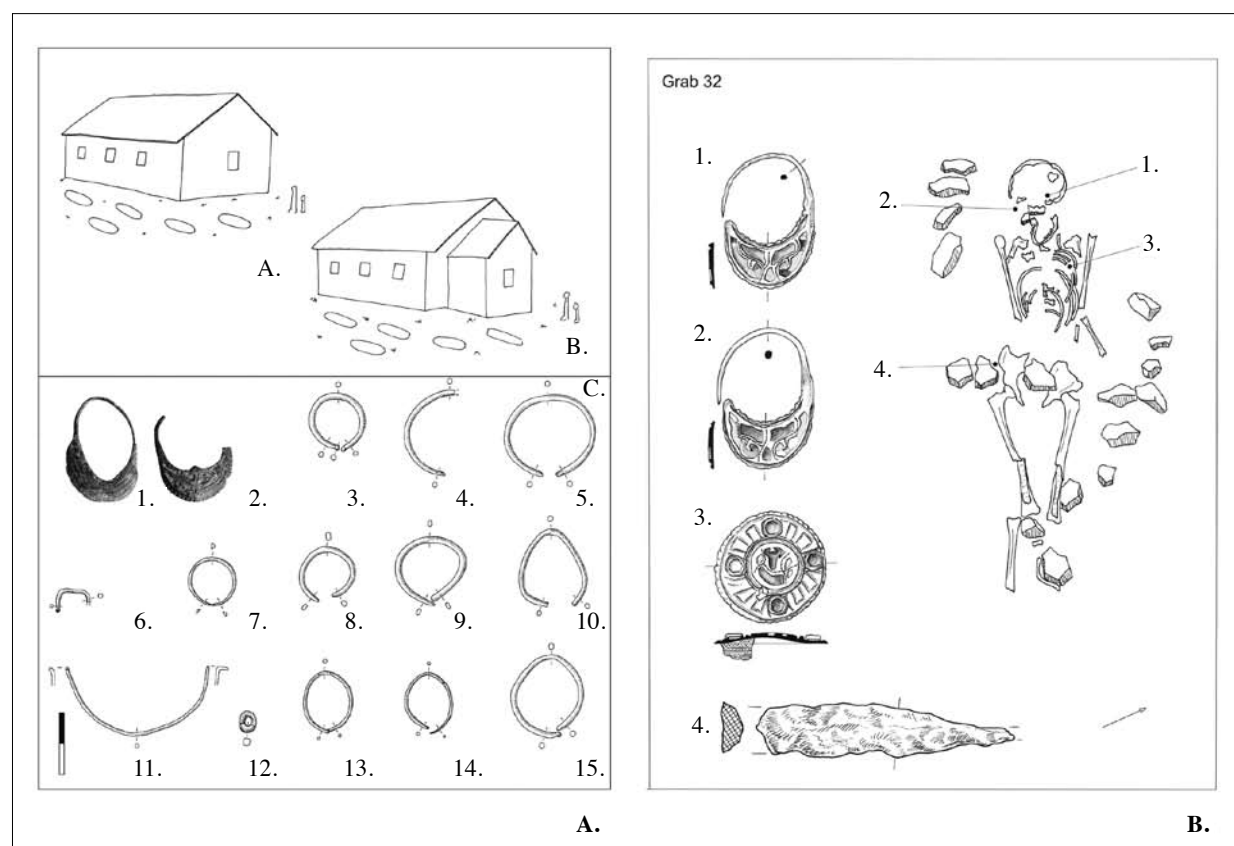 A.
B.
C.
1. 2. 3. 4. 5.
6. 7. 8. 9. 10.
11. 12. 13. 14. 15.
A.
Grab 32
1.
2.
3.
4.
1.
2.
3.
4.
B.